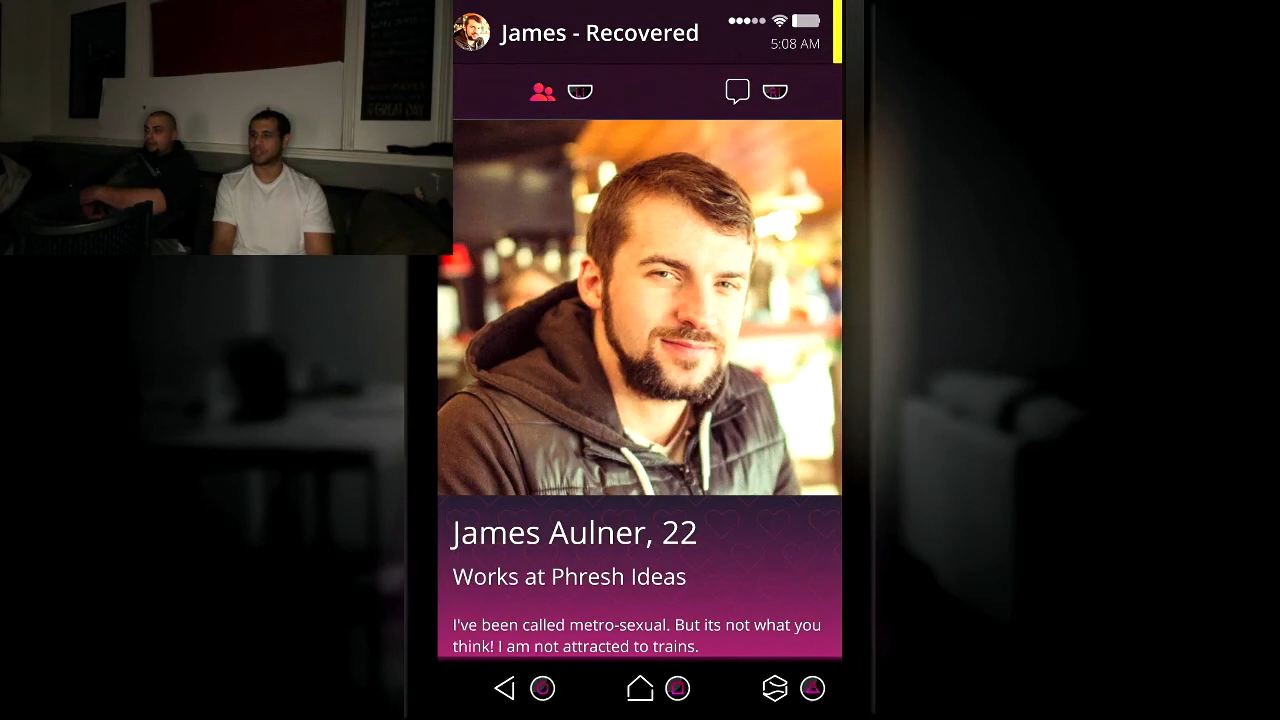 James - Recovered
5:08 AM
James Aulner, 22
Works at Phresh Ideas
I've been called metro-sexual. But its not what you
think! I am not attracted to trains.